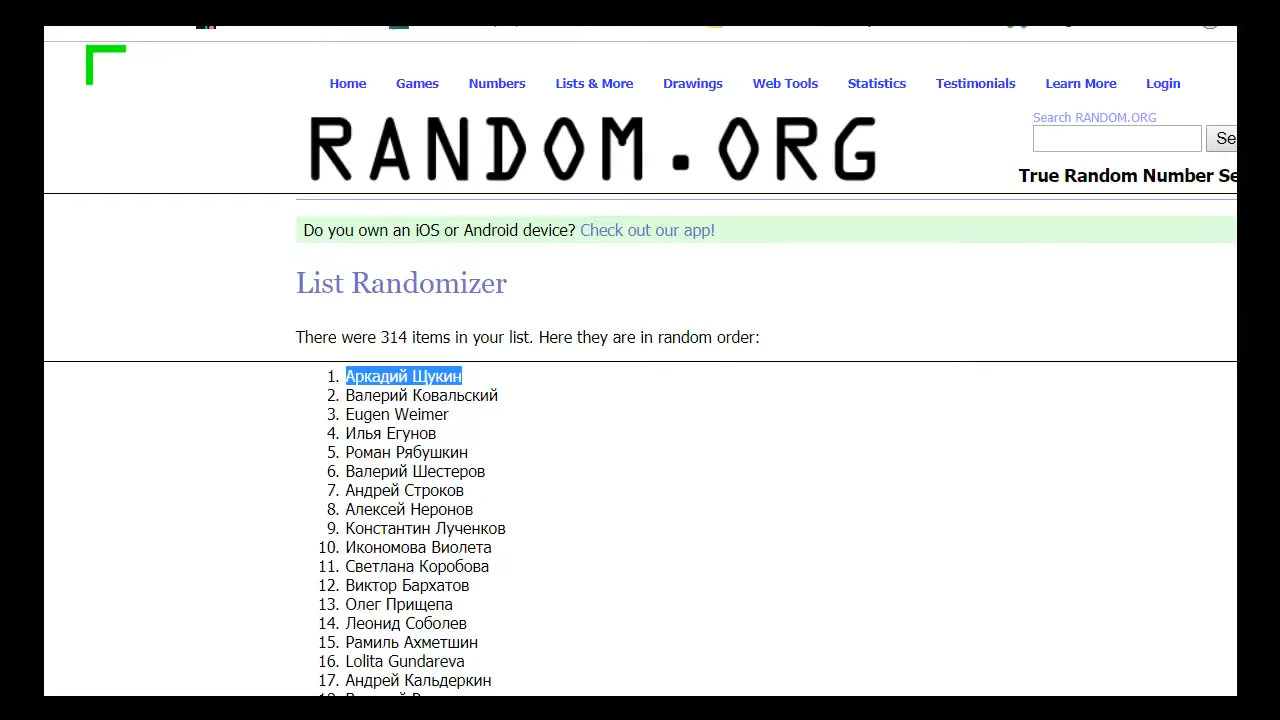 Home Games Numbers Lists & More Drawings Web Tools Statistics Testimonials Learn More Login
RANDOM.ORG
Search RANDOM.ORG
Se
True Random Number Se
Do you own an iOS or Android device? Check out our app!
List Randomizer
There were 314 items in your list. Here they are in random order:
1. Аркадий Щукин
2. Валерий Ковальский
3. Eugen Weimer
4. Илья Егунов
5. Роман Рябушкин
6. Валерий Шестеров
7. Андрей Строков
8. Алексей Неронов
9. Константин Лученков
10. Икономова Виолета
11. Светлана Коробова
12. Виктор Бархатов
13. Олег Прищепа
14. Леонид Соболев
15. Рамиль Ахметшин
16. Lolita Gundareva
17. Андрей Кальдеркин